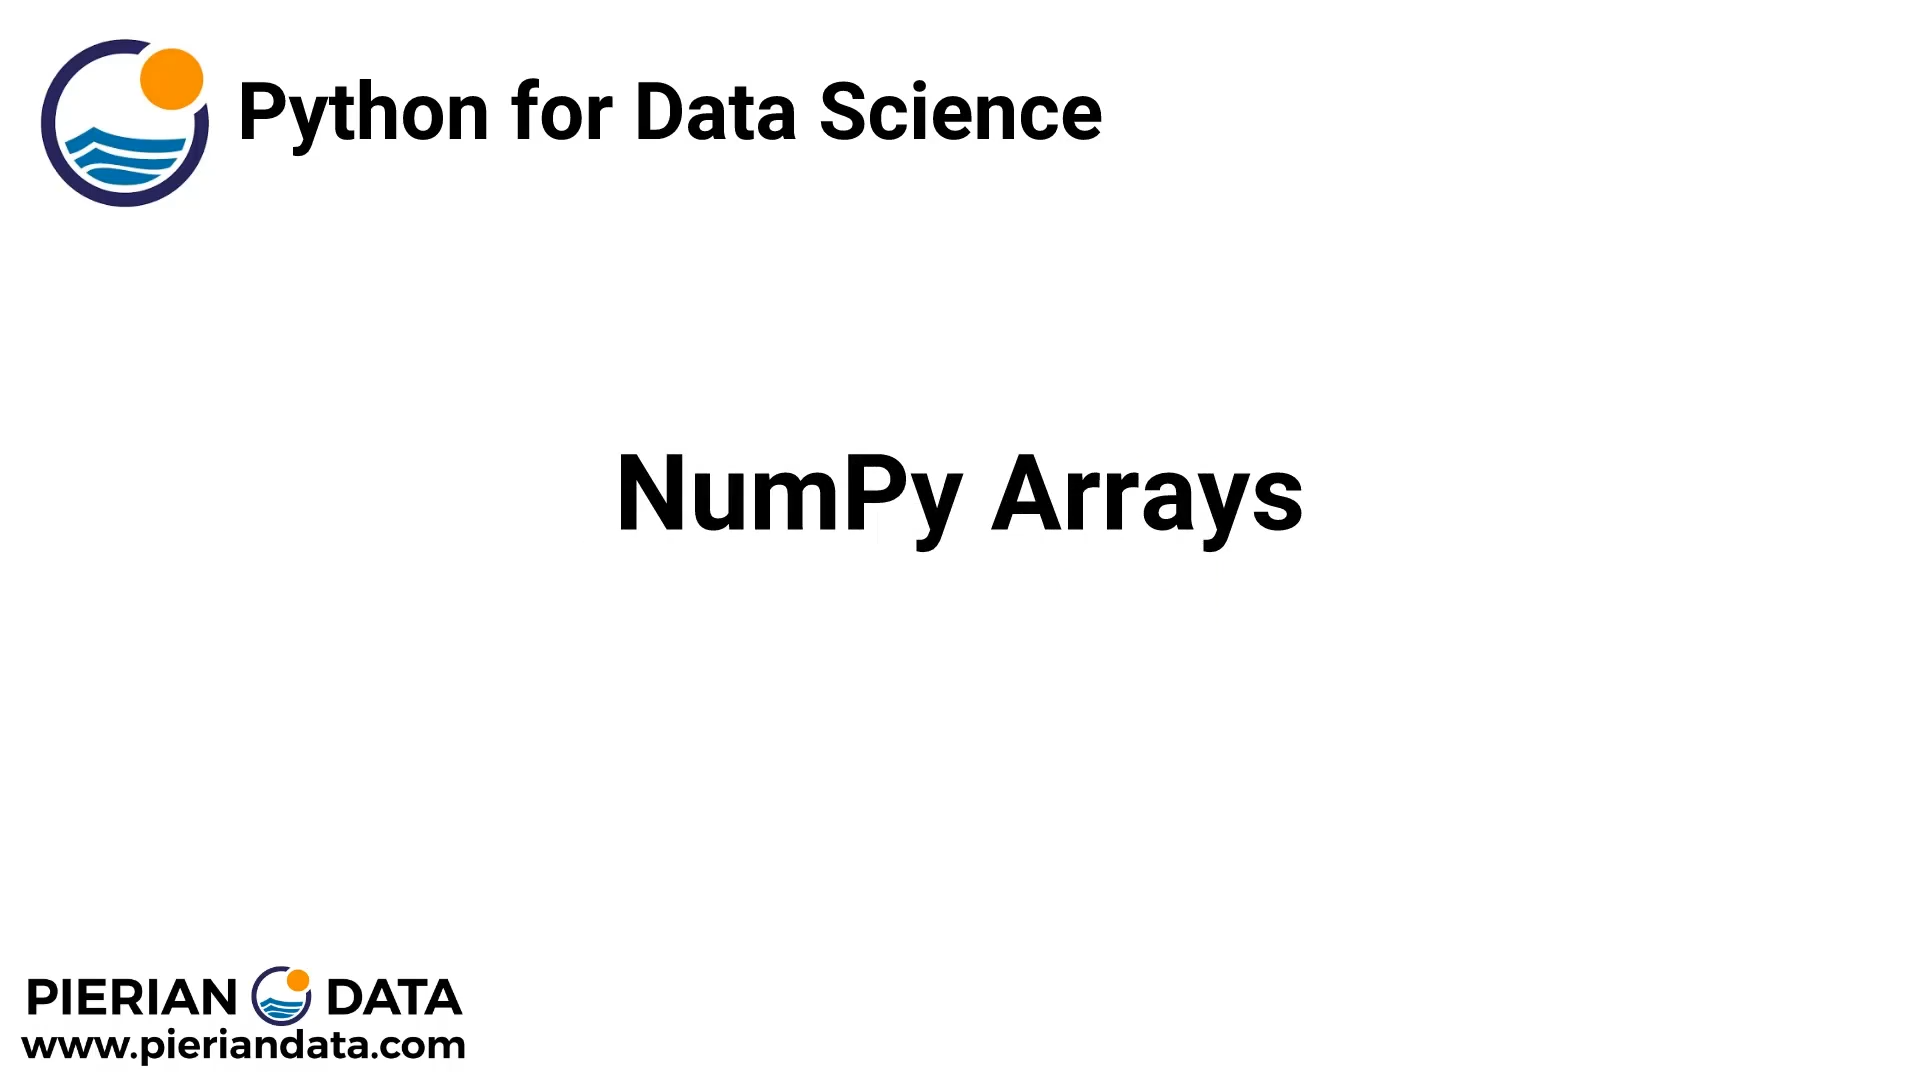 Python for Data Science
NumPy Arrays
PIERIAN DATA
www.pieriandata.com